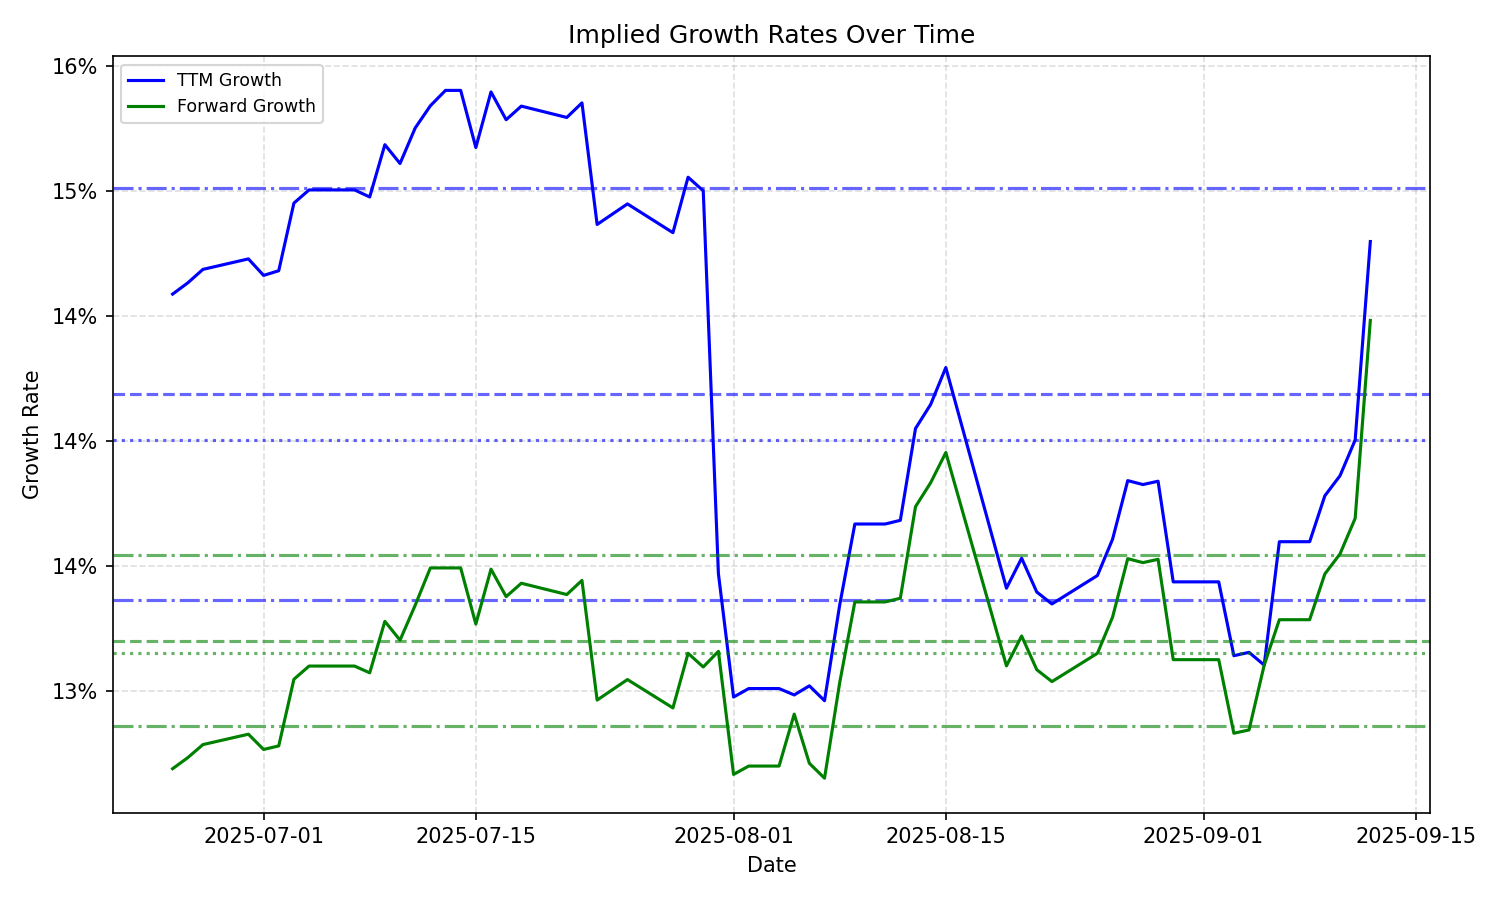 Implied Growth Rates Over Time
TTM Growth
Forward Growth
16%
15%
14%
14%
14%
13%
Growth Rate
2025-07-01
2025-07-15
2025-08-01
2025-08-15
2025-09-01
2025-09-15
Date